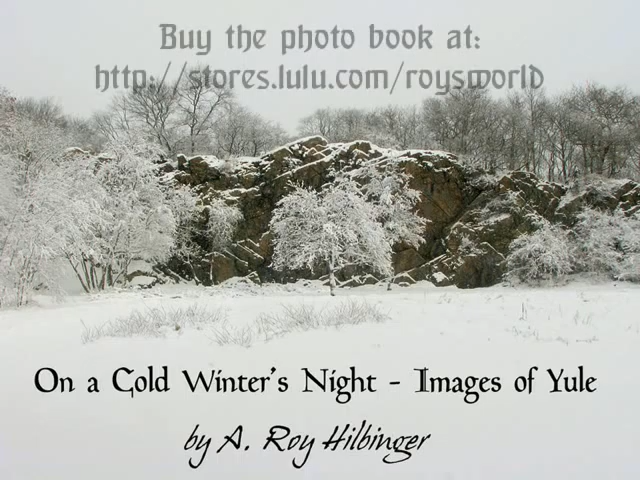 Buy the photo book at:
http://stores.lulu.com/roysworld
On a Cold Winter's Night - Images of Yule
by A. Roy Hilbinger